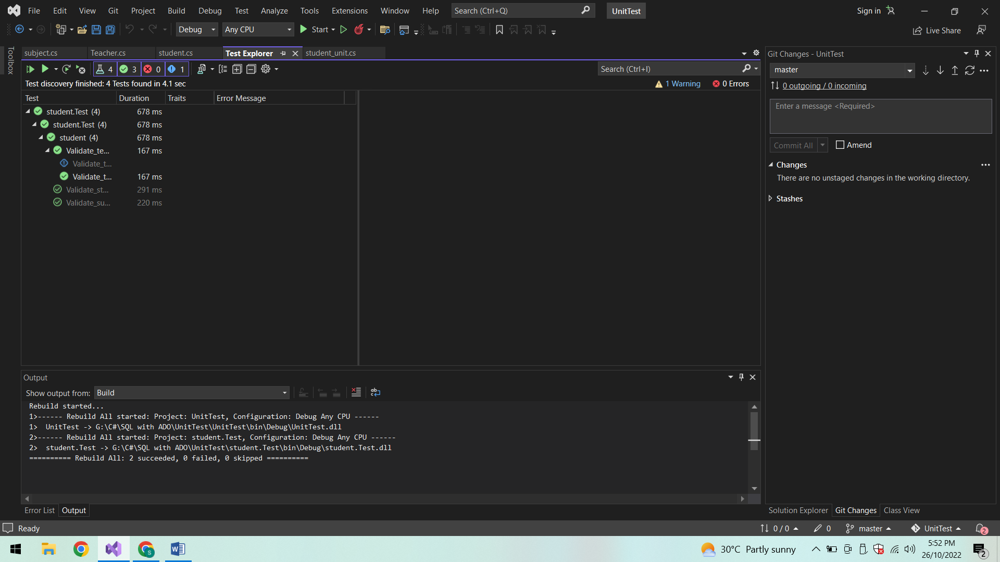 File Edit View Git Project Build Debug Test Analyze Tools Extensions Window Help Search (Ctrl+Q) UnitTest Sign in
Debug Any CPU Start Live Share
Toolbox
subject.cs Teacher.cs student.cs Test Explorer student_unit.cs
4 3 0 1 Search (Ctrl+I)
Test discovery finished: 4 Tests found in 4.1 sec 1 Warning 0 Errors
Test Duration Traits Error Message
student.Test (4) 678 ms
student.Test (4) 678 ms
student (4) 678 ms
Validate_te... 167 ms
Validate_t...
Validate_t... 167 ms
Validate_st... 291 ms
Validate_su... 220 ms
Git Changes - UnitTest
master
0 outgoing / 0 incoming
Enter a message <Required>
Commit All Amend
Changes
There are no unstaged changes in the working directory.
Stashes
Output
Show output from: Build
Rebuild started...
1>------ Rebuild All started: Project: UnitTest, Configuration: Debug Any CPU ------
1>  UnitTest -> G:\C#\SQL with ADO\UnitTest\UnitTest\bin\Debug\UnitTest.dll
2>------ Rebuild All started: Project: student.Test, Configuration: Debug Any CPU ------
2>  student.Test -> G:\C#\SQL with ADO\UnitTest\student.Test\bin\Debug\student.Test.dll
========== Rebuild All: 2 succeeded, 0 failed, 0 skipped ==========
Error List Output
Solution Explorer Git Changes Class View
Ready 0 / 0 0 master UnitTest 2
30°C Partly sunny
5:52 PM
26/10/2022
2